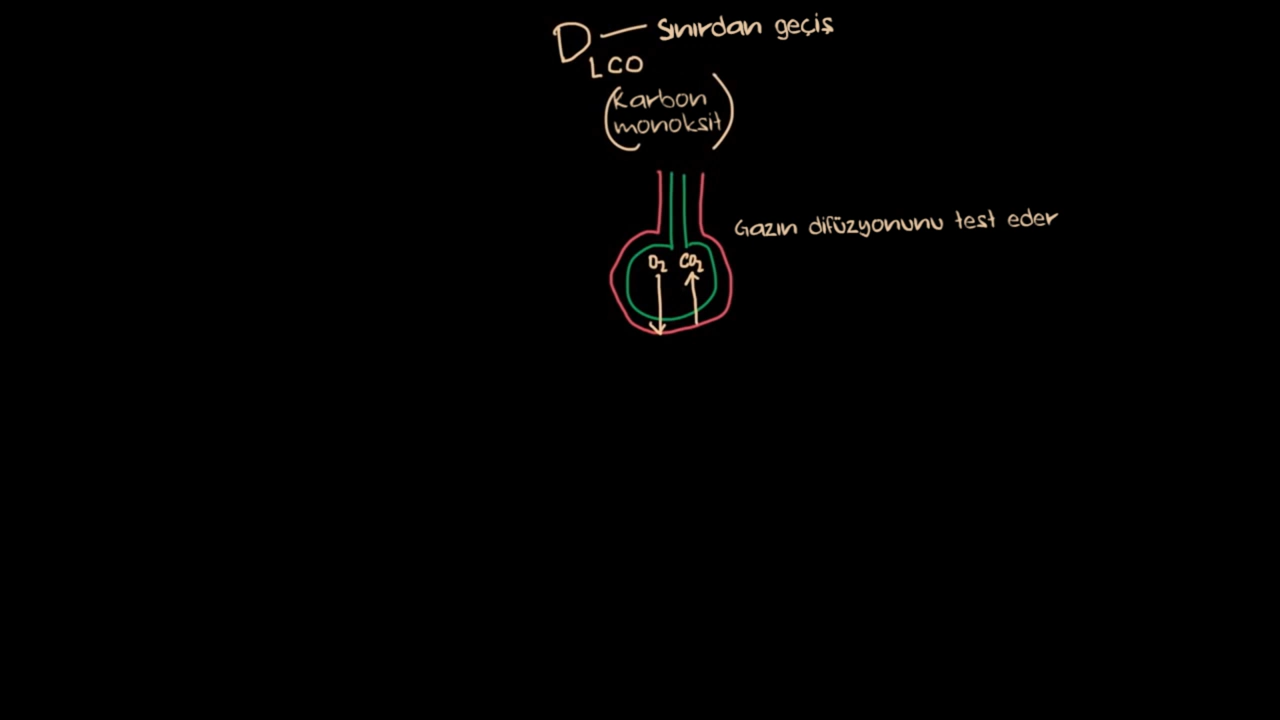 D — Sınırdan geçiş
LCO
(Karbon
monoksit)
Gazın difüzyonunu test eder
O₂ CO₂